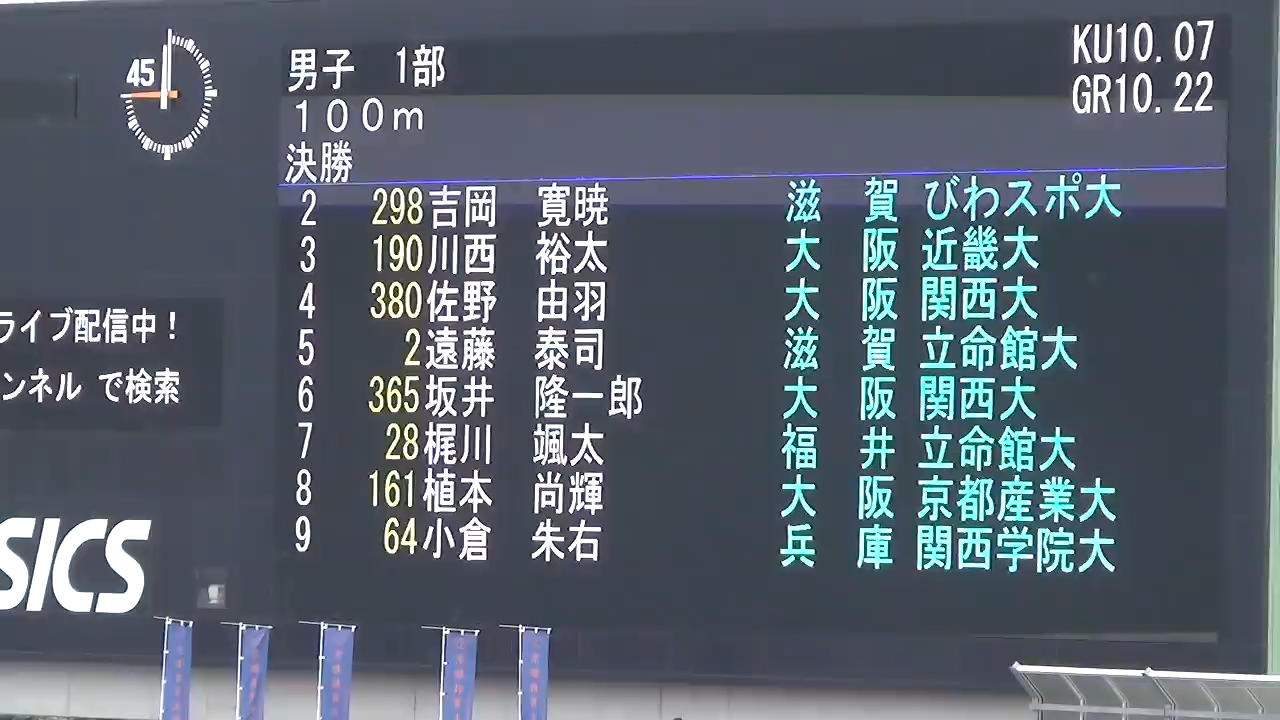 45
男子 1部
KU10.07
GR10.22
100m
決勝
2 298 吉岡 寛暁 滋賀 びわスポ大
3 190 川西 裕太 大阪 近畿大
4 380 佐野 由羽 大阪 関西大
5 2 遠藤 泰司 滋賀 立命館大
6 365 坂井 隆一郎 大阪 関西大
7 28 梶川 颯太 福井 立命館大
8 161 植本 尚輝 大阪 京都産業大
9 64 小倉 朱右 兵庫 関西学院大
ライブ配信中！
ンネル で検索
SICS